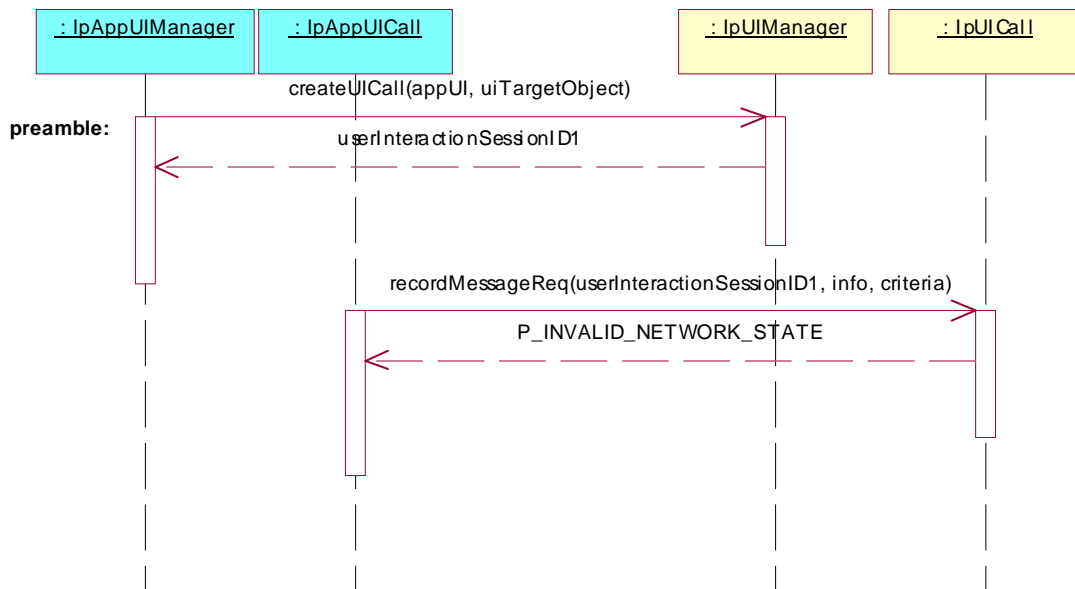 : IpAppUIManager
: IpAppUICall
: IpUIManager
: IpUICall
createUICall(appUI, uiTargetObject)
preamble:
userInteractionSessionID1
recordMessageReq(userInteractionSessionID1, info, criteria)
P_INVALID_NETWORK_STATE